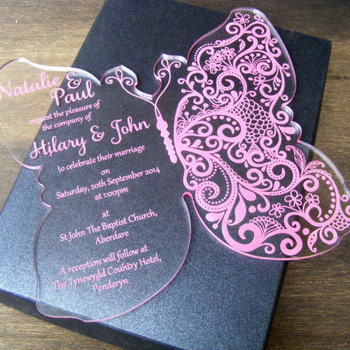 Natalie &
Paul
request the pleasure of
the company of
Hilary & John
to celebrate their marriage
on
Saturday, 20th September 2014
at 1:00pm
at
St John The Baptist Church,
Aberdare
A reception will follow at
The Tynewydd Country Hotel,
Penderyn